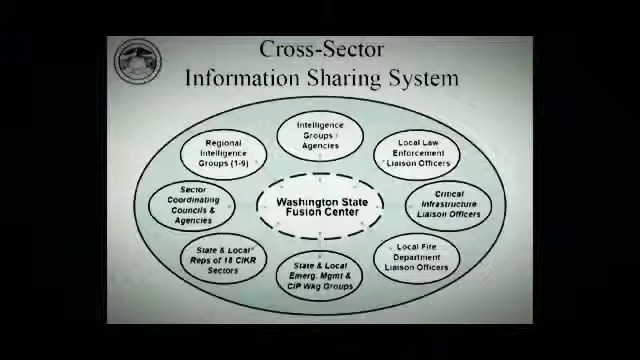 Cross-Sector
Information Sharing System
Intelligence
Groups /
Agencies
Regional
Intelligence
Groups (1-9)
Local Law
Enforcement
Liaison Officers
Sector
Coordinating
Councils &
Agencies
Washington State
Fusion Center
Critical
Infrastructure
Liaison Officers
State & Local
Reps of 18 CIKR
Sectors
State & Local
Emerg. Mgmt &
CIP Wkg Groups
Local Fire
Department
Liaison Officers